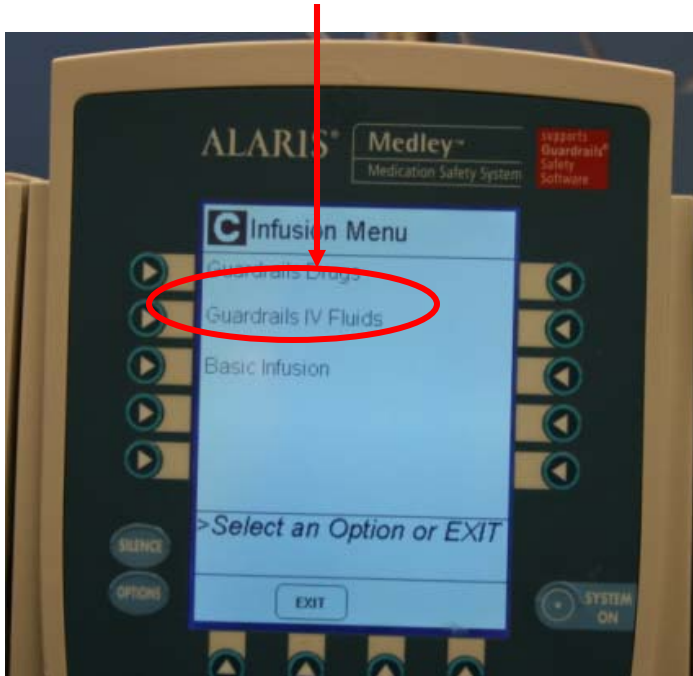 ALARIS® Medley™
Medication Safety System
supports
Guardrails®
Safety
Software
C Infusion Menu
Guardrails Drugs
Guardrails IV Fluids
Basic Infusion
>Select an Option or EXIT
SILENCE
OPTIONS
EXIT
SYSTEM
ON